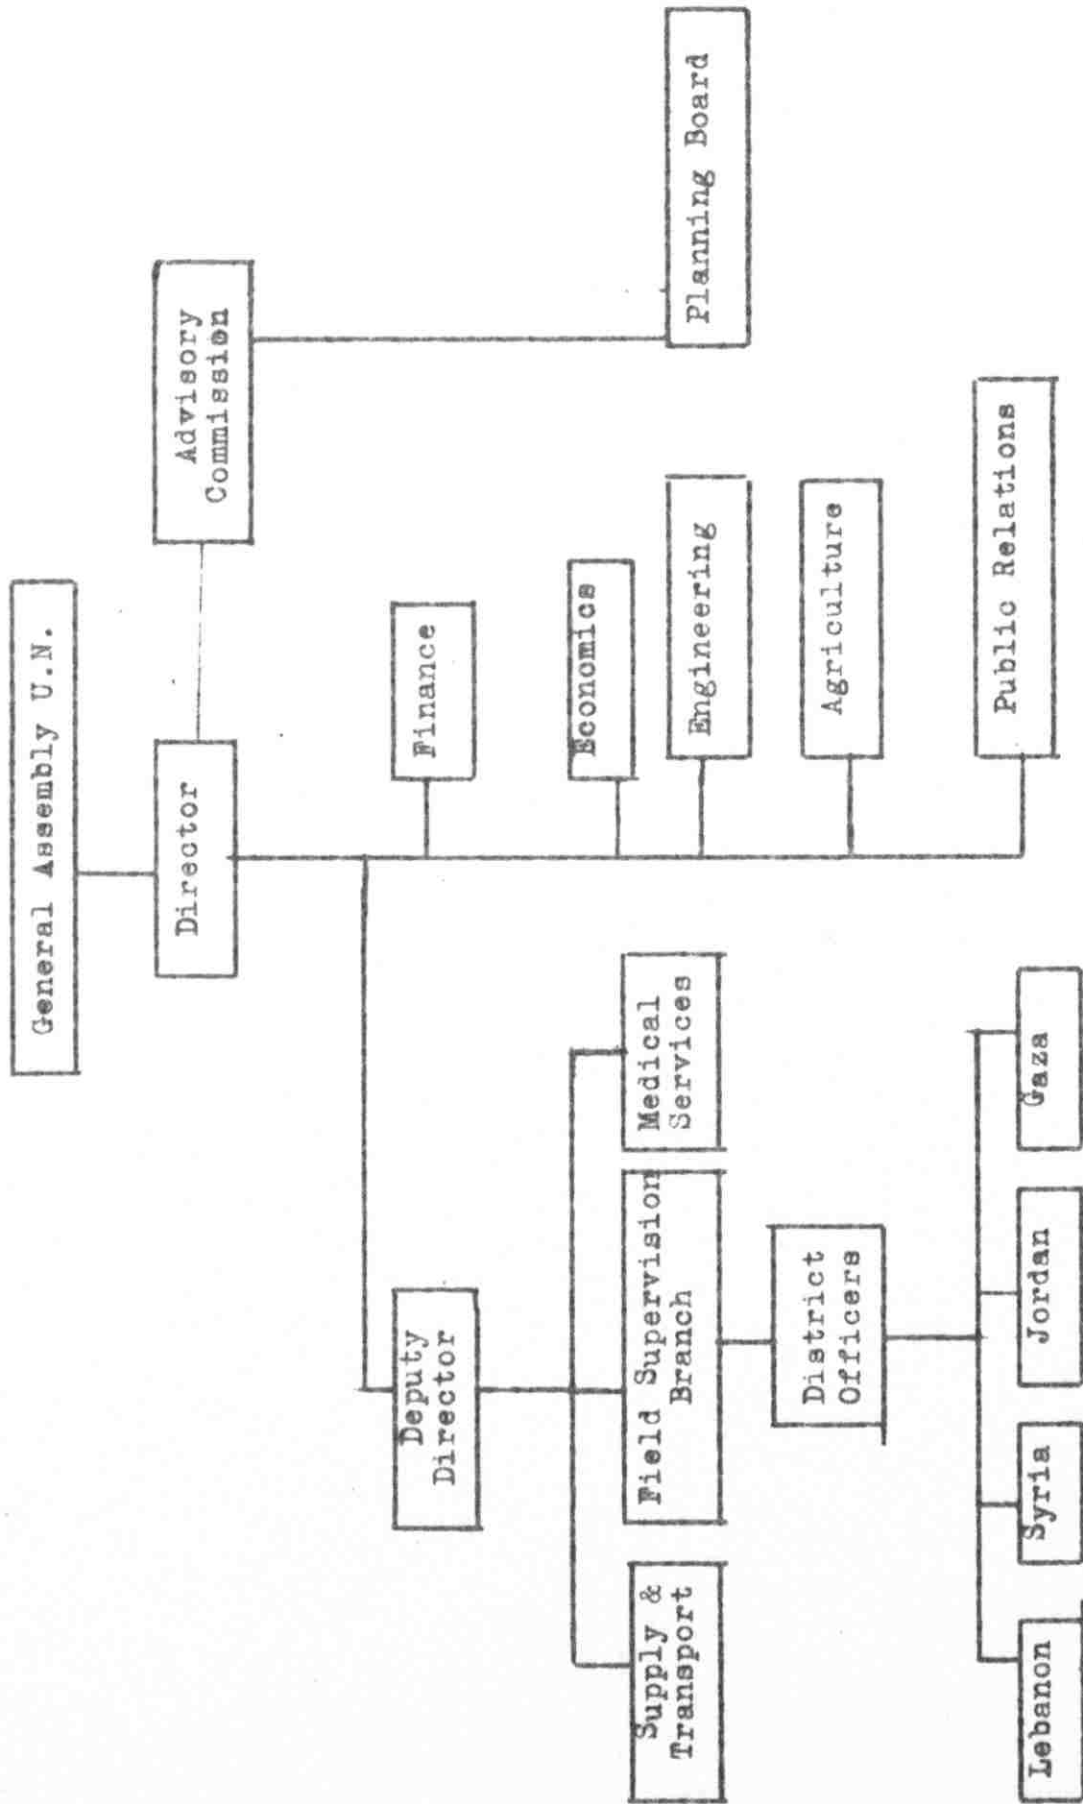 General Assembly U.N.
Director
Advisory
Commission
Deputy
Director
Finance
Economics
Engineering
Agriculture
Public Relations
Planning Board
Supply &
Transport
Field Supervision
Branch
Medical
Services
District
Officers
Lebanon
Syria
Jordan
Gaza